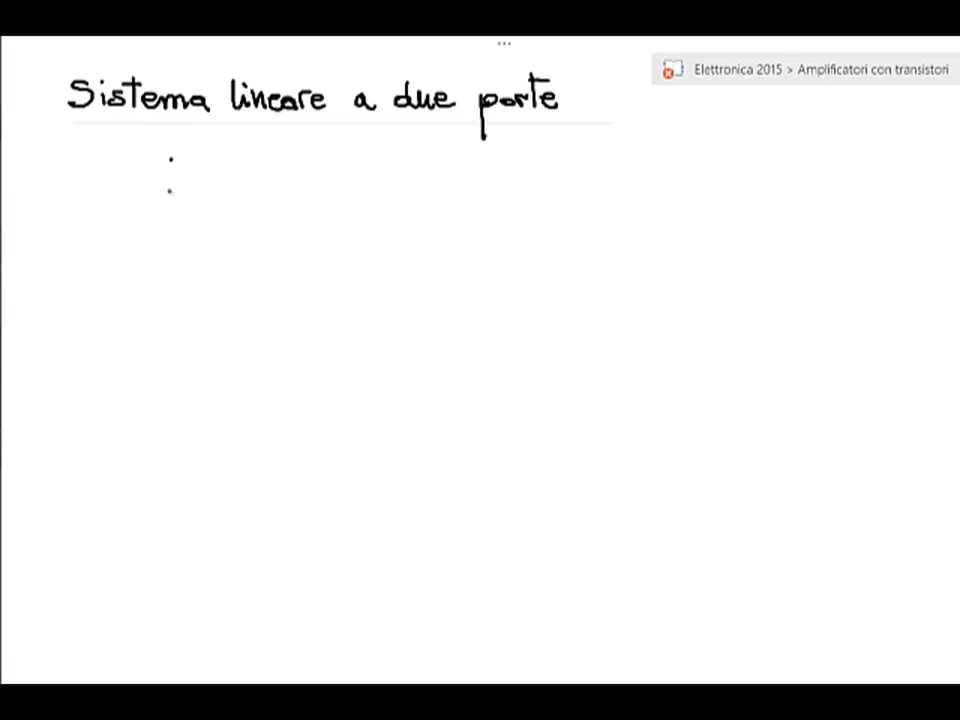 Sistema lineare a due porte
Elettronica 2015 > Amplificatori con transistori